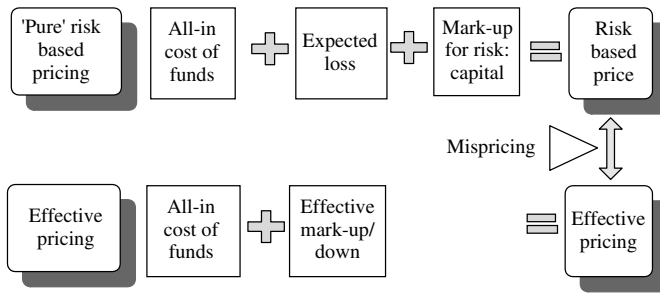 'Pure' risk
based
pricing
All-in
cost of
funds
Expected
loss
Mark-up
for risk:
capital
Risk
based
price
Mispricing
Effective
pricing
All-in
cost of
funds
Effective
mark-up/
down
Effective
pricing